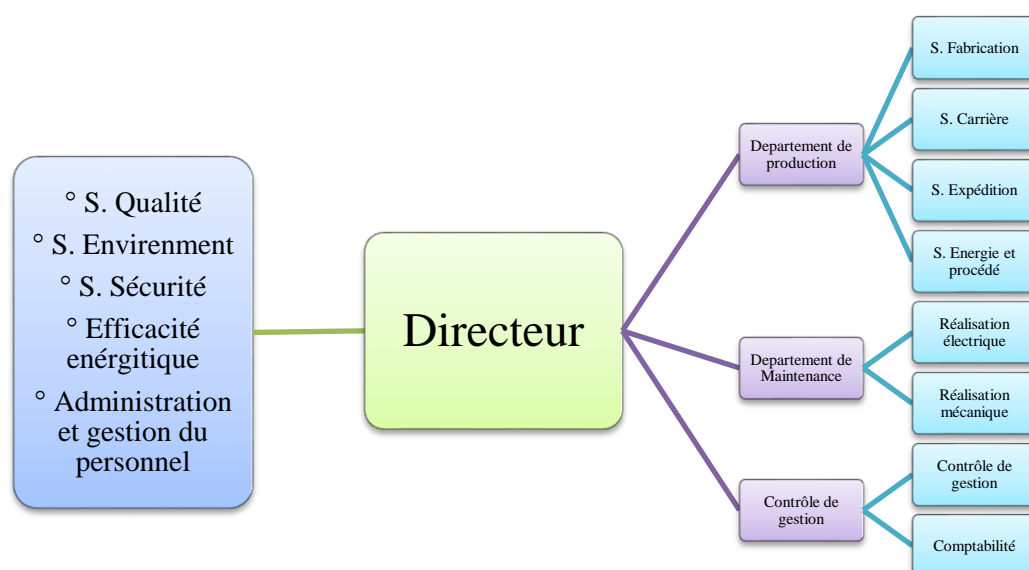 ° S. Qualité
° S. Envirenment
° S. Sécurité
° Efficacité
enérgitique
° Administration
et gestion du
personnel
Directeur
Departement de
production
Departement de
Maintenance
Contrôle de
gestion
S. Fabrication
S. Carrière
S. Expédition
S. Energie et
procédé
Réalisation
électrique
Réalisation
mécanique
Contrôle de
gestion
Comptabilité